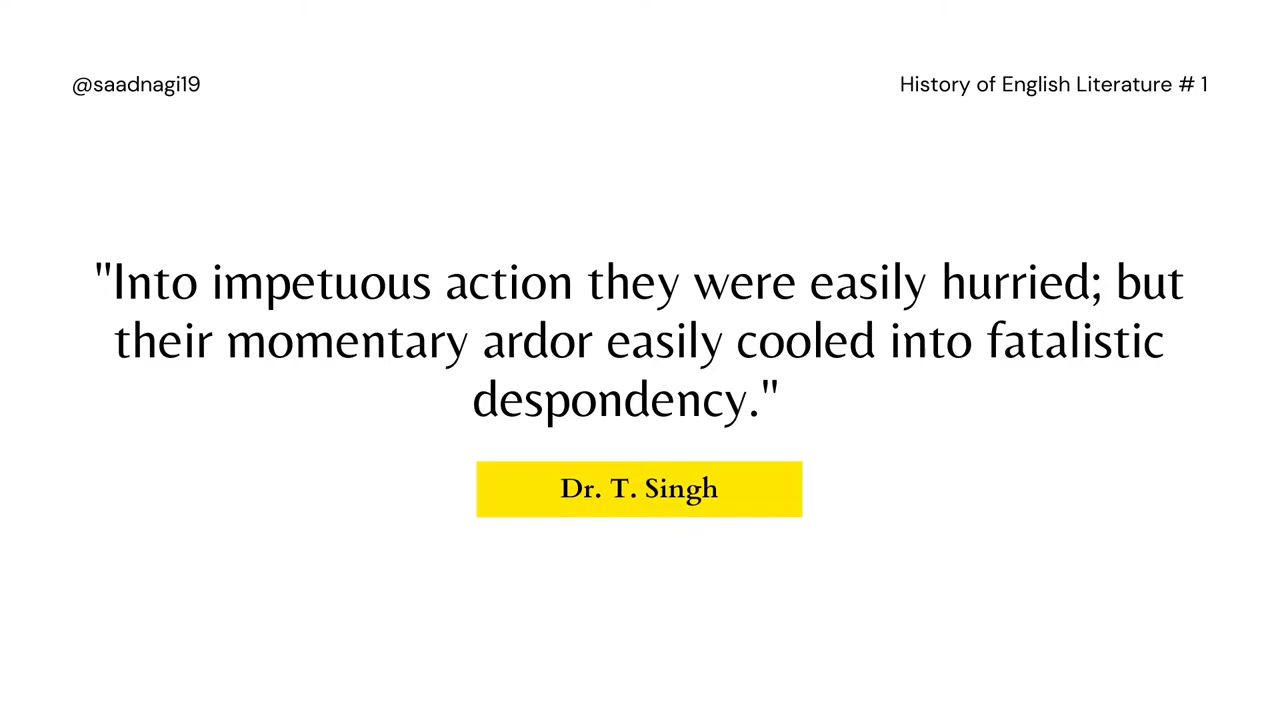 @saadnagi19
History of English Literature # 1
"Into impetuous action they were easily hurried; but
their momentary ardor easily cooled into fatalistic
despondency."
Dr. T. Singh